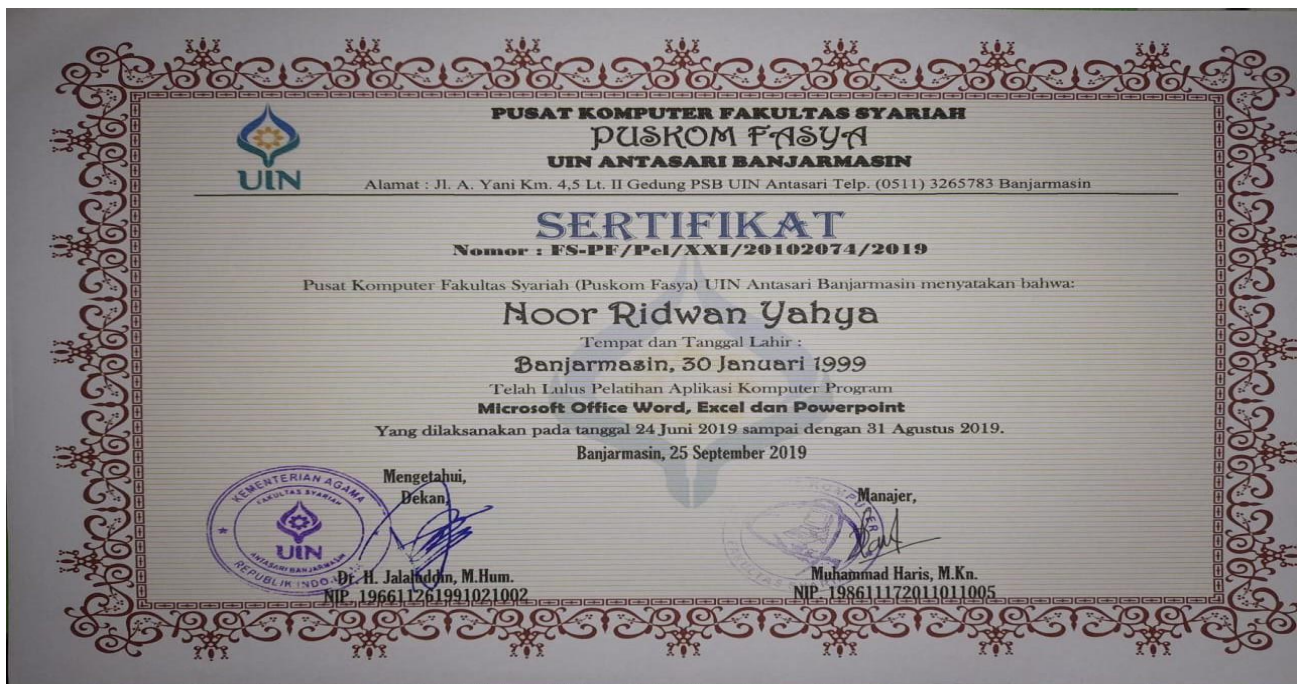 PUSAT KOMPUTER FAKULTAS SYARIAH
PUSKOM FASYA
UIN ANTASARI BANJARMASIN
Alamat : Jl. A. Yani Km. 4,5 Lt. II Gedung PSB UIN Antasari Telp. (0511) 3265783 Banjarmasin
UIN
SERTIFIKAT
Nomor : FS-PF/Pel/XXI/20102074/2019
Pusat Komputer Fakultas Syariah (Puskom Fasya) UIN Antasari Banjarmasin menyatakan bahwa:
Noor Ridwan Yahya
Tempat dan Tanggal Lahir :
Banjarmasin, 30 Januari 1999
Telah Lulus Pelatihan Aplikasi Komputer Program
Microsoft Office Word, Excel dan Powerpoint
Yang dilaksanakan pada tanggal 24 Juni 2019 sampai dengan 31 Agustus 2019.
Banjarmasin, 25 September 2019
Mengetahui,
Dekan,
KEMENTERIAN AGAMA
FAKULTAS SYARIAH
UIN
ANTASARI BANJARMASIN
REPUBLIK INDONESIA
Dr. H. Jalaluddin, M.Hum.
NIP 196611261991021002
Manajer,
KOMPUTER
Muhammad Haris, M.Kn.
NIP 198611172011011005